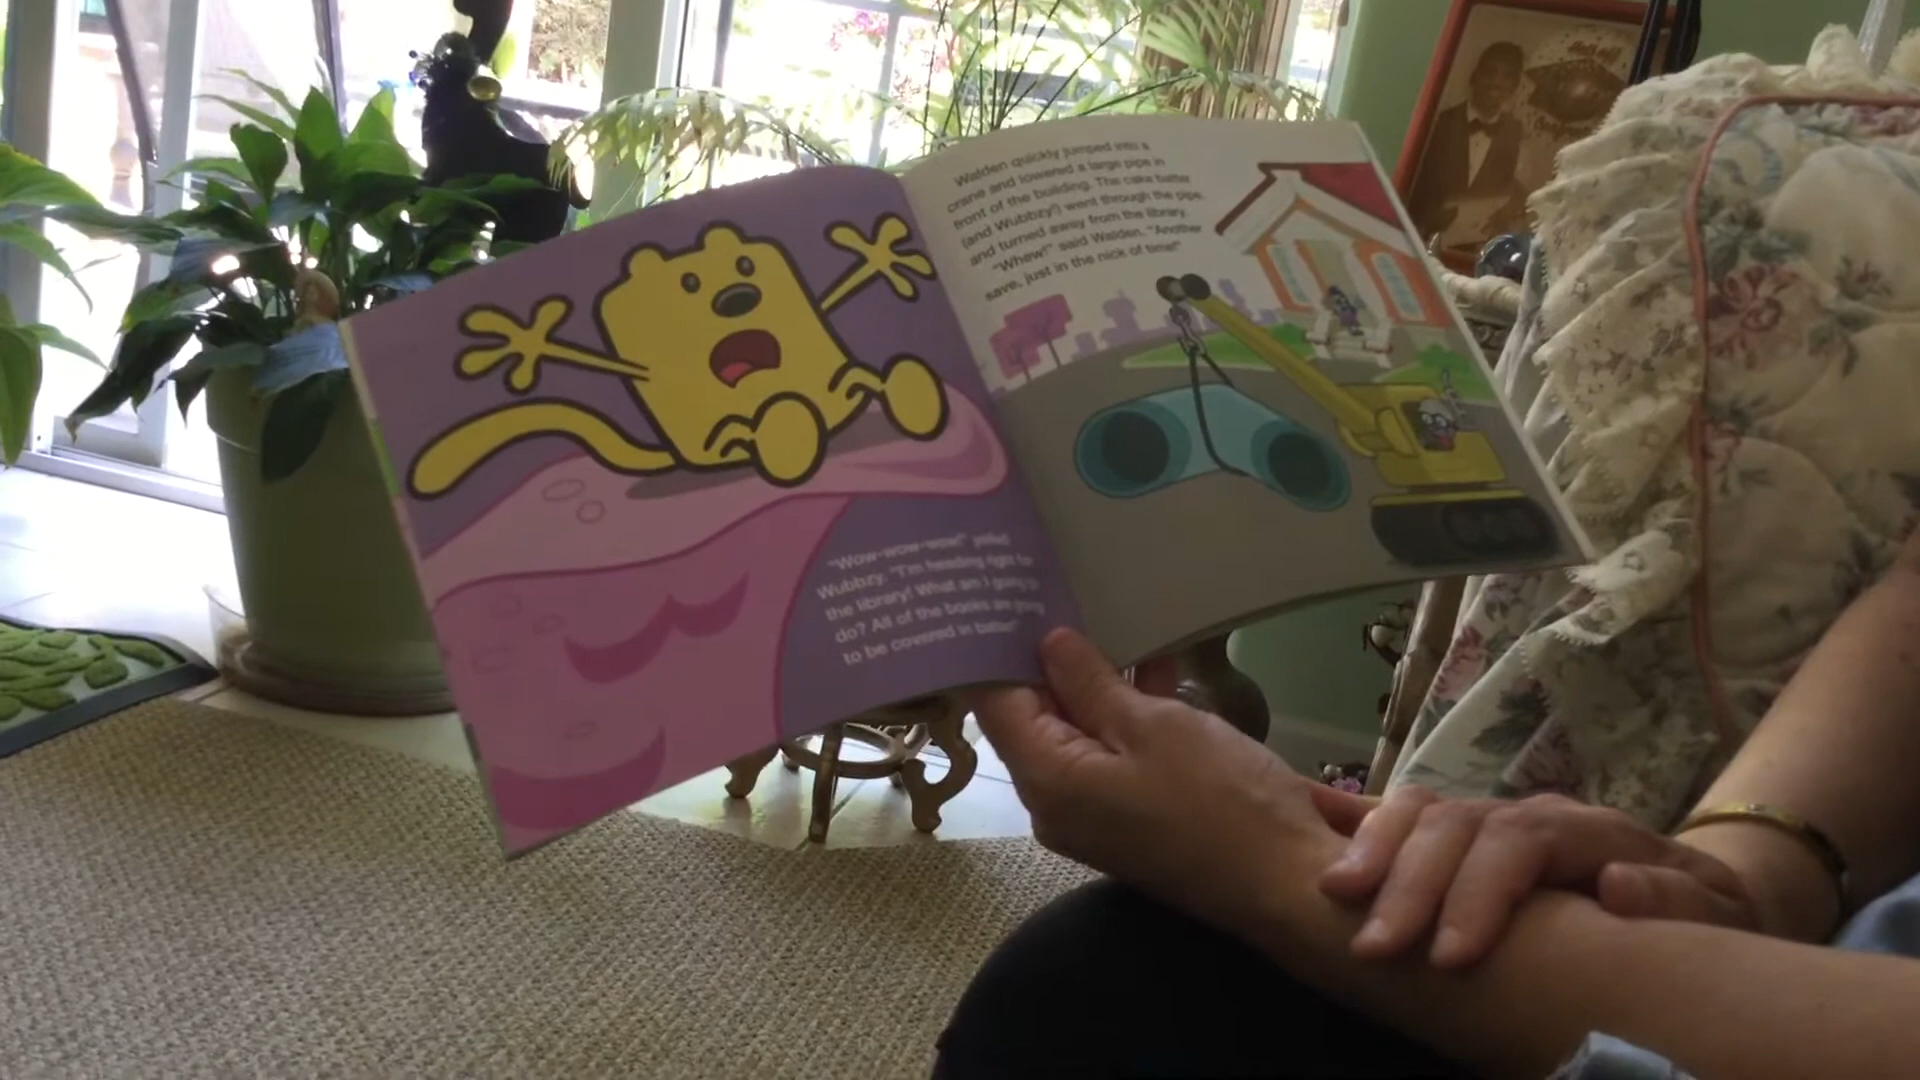 "Wow-wow-wow!" yelled
Wubbzy. "I'm heading right for
the library! What am I going to
do? All of the books are going
to be covered in batter!"
Walden quickly jumped into a
crane and lowered a large pipe in
front of the building. The cake batter
(and Wubbzy!) went through the pipe,
and turned away from the library.
"Whew!" said Walden. "Another
save, just in the nick of time!"